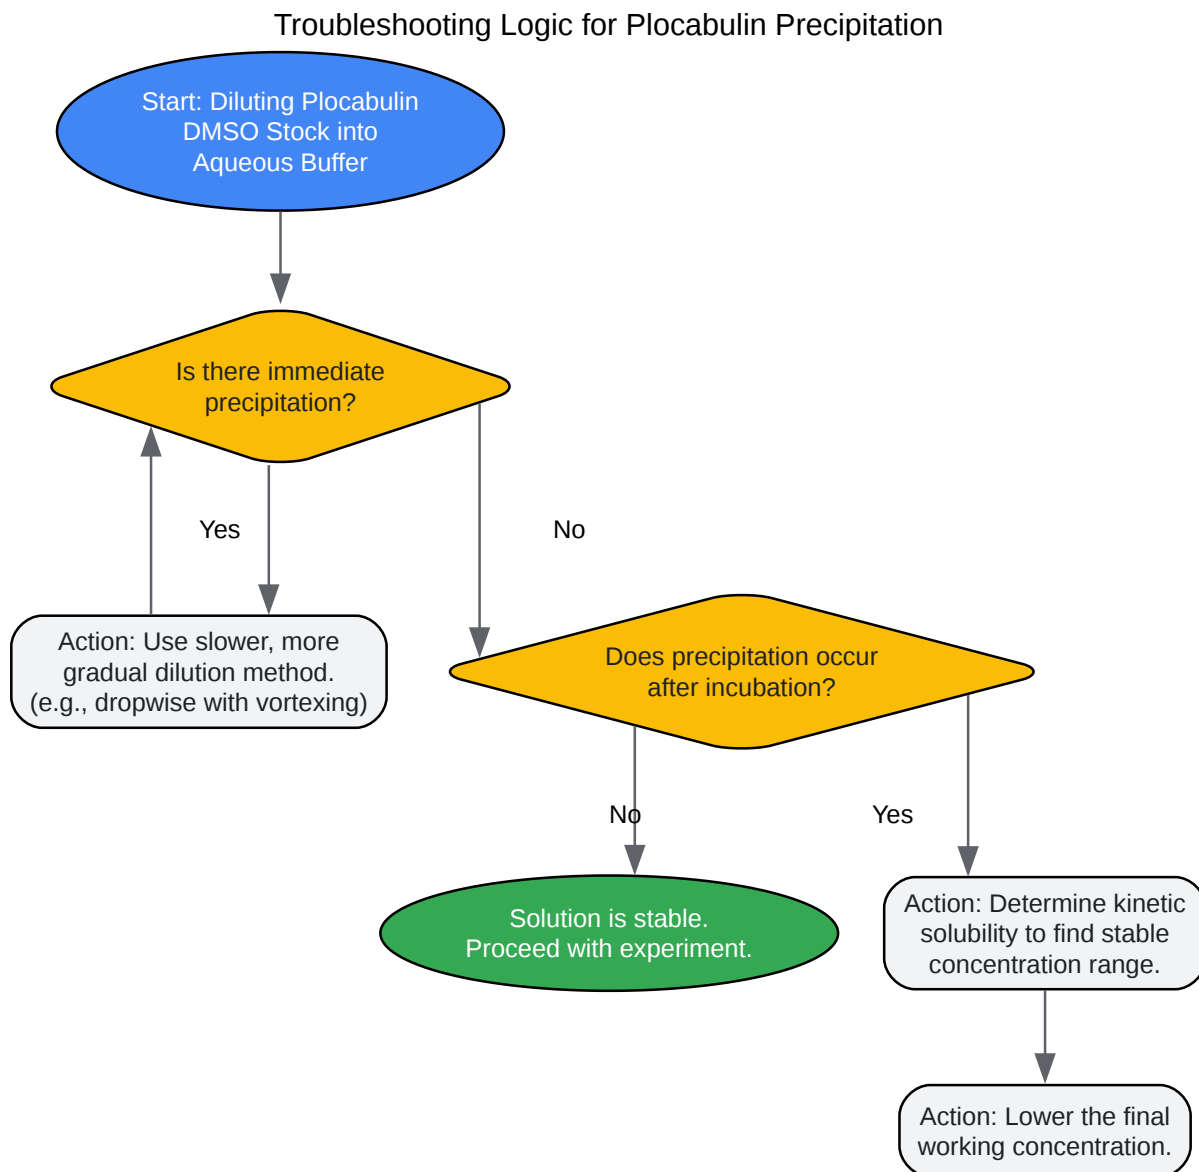 Troubleshooting Logic for Plocabulin Precipitation
Start: Diluting Plocabulin
DMSO Stock into
Aqueous Buffer
Is there immediate
precipitation?
Yes
No
Action: Use slower, more
gradual dilution method.
(e.g., dropwise with vortexing)
Does precipitation occur
after incubation?
No
Yes
Solution is stable.
Proceed with experiment.
Action: Determine kinetic
solubility to find stable
concentration range.
Action: Lower the final
working concentration.